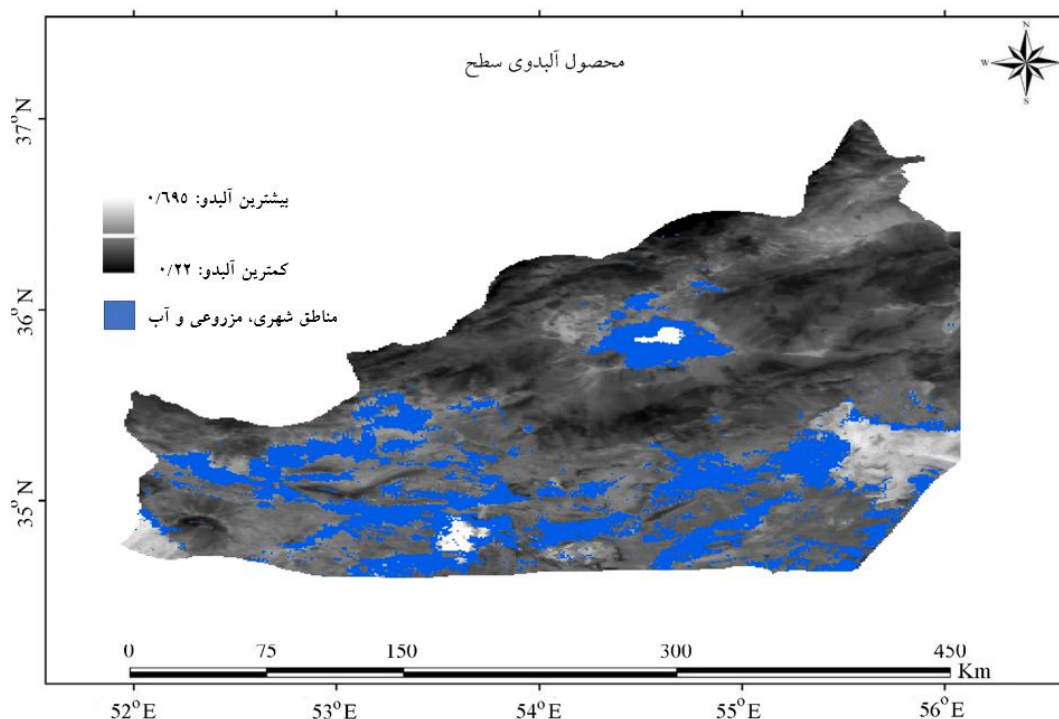 محصول آلبدوی سطح
N
W
E
S
37°N
36°N
35°N
بیشترین آلبدو: ۰/٦۹٥
کمترین آلبدو: ۰/۲۲
مناطق شهری، مزروعی و آب
0 75 150 300 450
Km
52°E 53°E 54°E 55°E 56°E